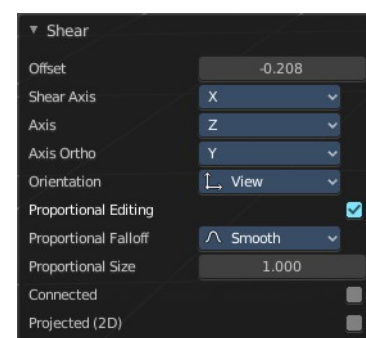 Shear
Offset -0.208
Shear Axis X
Axis Z
Axis Ortho Y
Orientation View
Proportional Editing
Proportional Falloff Smooth
Proportional Size 1.000
Connected
Projected (2D)